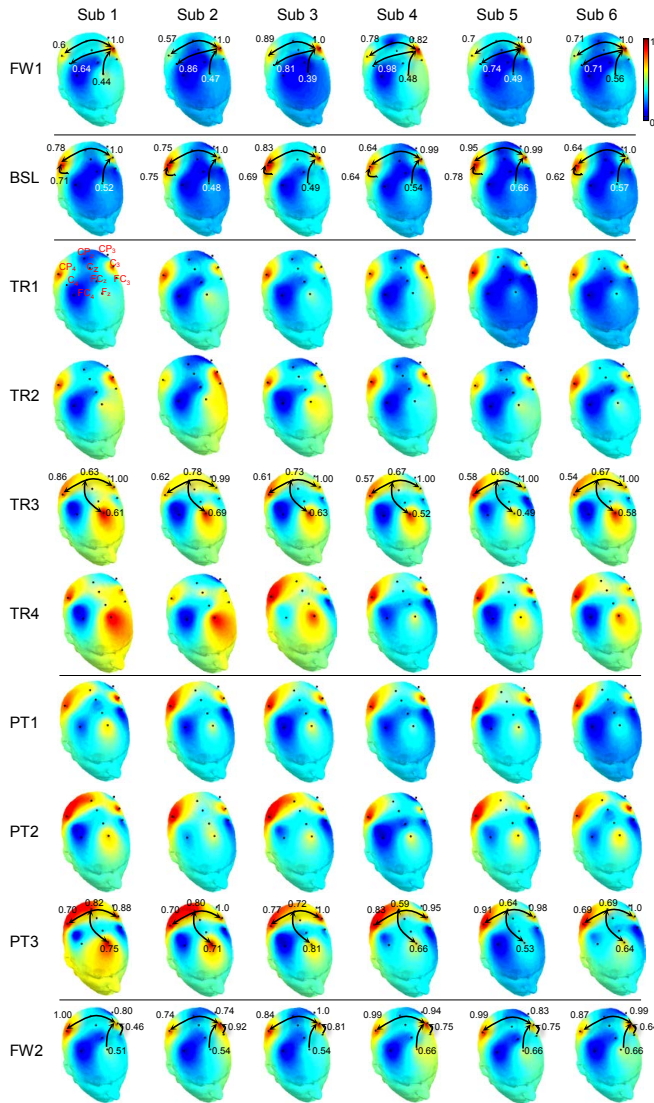 Sub 1 Sub 2 Sub 3 Sub 4 Sub 5 Sub 6
FW1
0.6 1.0 0.57 1.0 0.89 1.0 0.78 0.82 0.7 1.0 0.71 1.0
0.64 0.86 0.81 0.98 0.74 0.71
0.44 0.47 0.39 0.48 0.49 0.56
1
0
BSL
0.78 1.0 0.75 1.0 0.83 1.0 0.64 0.99 0.95 0.99 0.64 1.0
0.71 0.52 0.75 0.48 0.69 0.49 0.64 0.54 0.78 0.66 0.62 0.57
TR1
CP3
CP4 Cz C3
FC3
F2
TR2
TR3
0.86 0.63 1.00 0.62 0.78 0.99 0.61 0.73 1.00 0.57 0.67 1.00 0.58 0.68 1.00 0.54 0.67 1.00
0.61 0.69 0.63 0.52 0.49 0.58
TR4
PT1
PT2
PT3
0.70 0.82 0.88 0.70 0.80 1.0 0.77 0.72 1.0 0.83 0.59 0.95 0.91 0.64 0.98 0.69 0.69 1.0
0.75 0.71 0.81 0.66 0.53 0.64
FW2
1.00 0.80 0.74 0.74 0.84 1.0 0.99 0.94 0.99 0.83 0.87 0.99
0.46 0.92 0.81 0.75 0.75 0.64
0.51 0.54 0.54 0.66 0.66 0.66